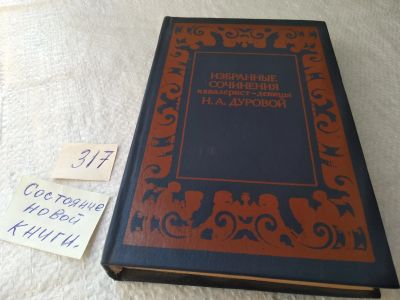 ИЗБРАННЫЕ
СОЧИНЕНИЯ
кавалерист-девицы
Н. А. ДУРОВОЙ
317
Состояние
новой
книги.